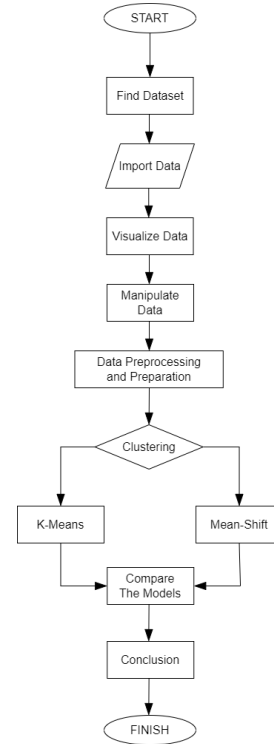 START
Find Dataset
Import Data
Visualize Data
Manipulate
Data
Data Preprocessing
and Preparation
Clustering
K-Means
Mean-Shift
Compare
The Models
Conclusion
FINISH